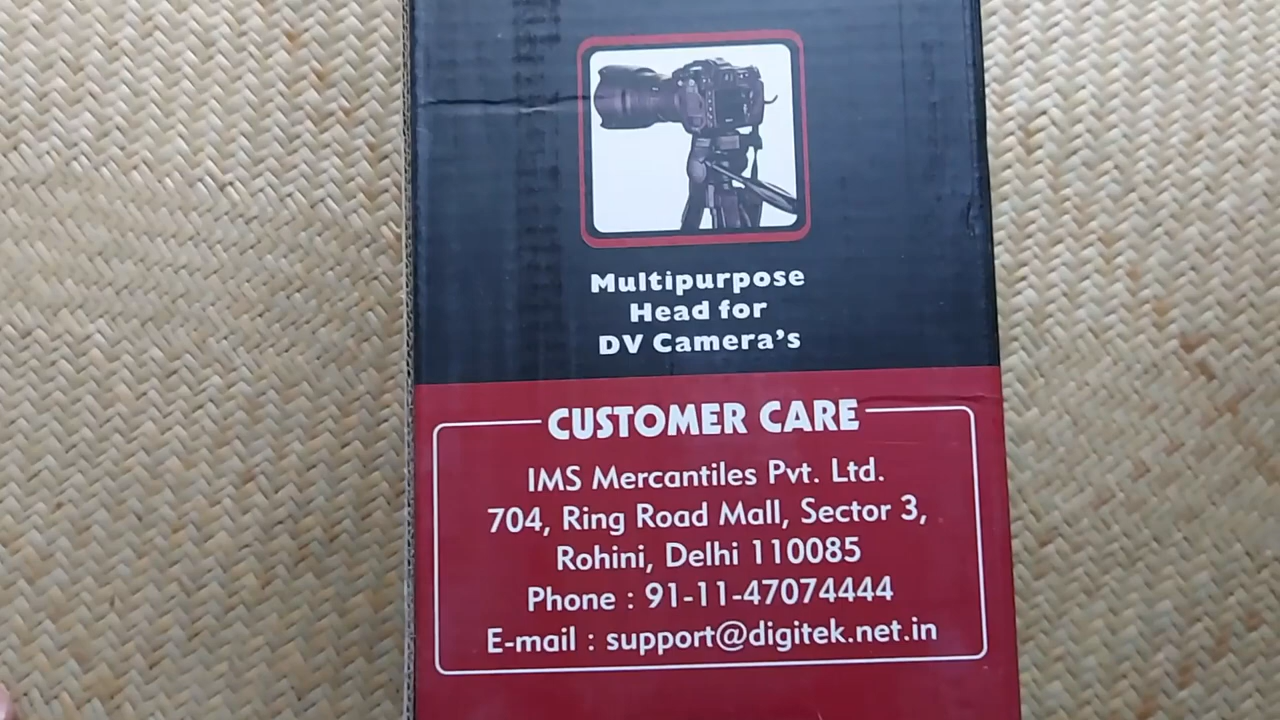 Multipurpose
Head for
DV Camera's
CUSTOMER CARE
IMS Mercantiles Pvt. Ltd.
704, Ring Road Mall, Sector 3,
Rohini, Delhi 110085
Phone : 91-11-47074444
E-mail : support@digitek.net.in